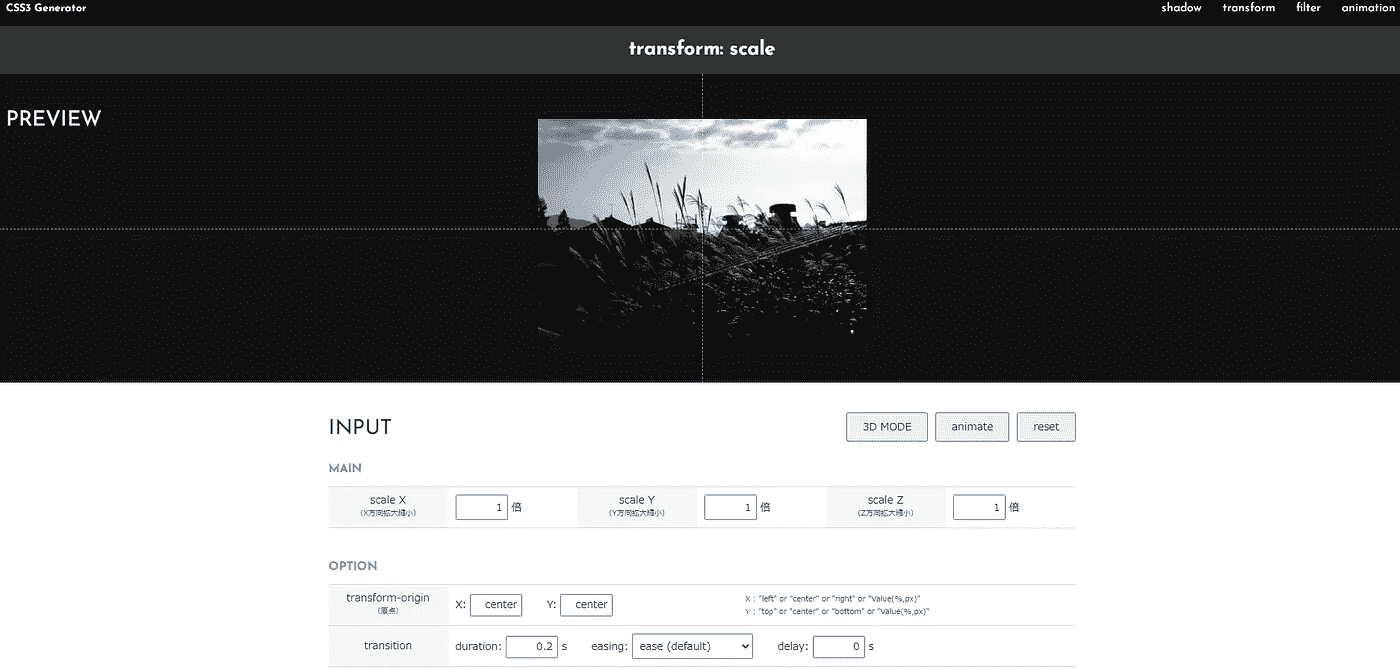 CSS3 Generator
shadow transform filter animation
transform: scale
PREVIEW
INPUT
3D MODE animate reset
MAIN
scale X 1 倍 scale Y 1 倍 scale Z 1 倍
(X方向拡大縮小) (Y方向拡大縮小) (Z方向拡大縮小)
OPTION
transform-origin X: center Y: center
(原点)
X : "left" or "center" or "right" or "Value(%,px)"
Y : "top" or "center" or "bottom" or "Value(%,px)"
transition duration: 0.2 s easing: ease (default) delay: 0 s